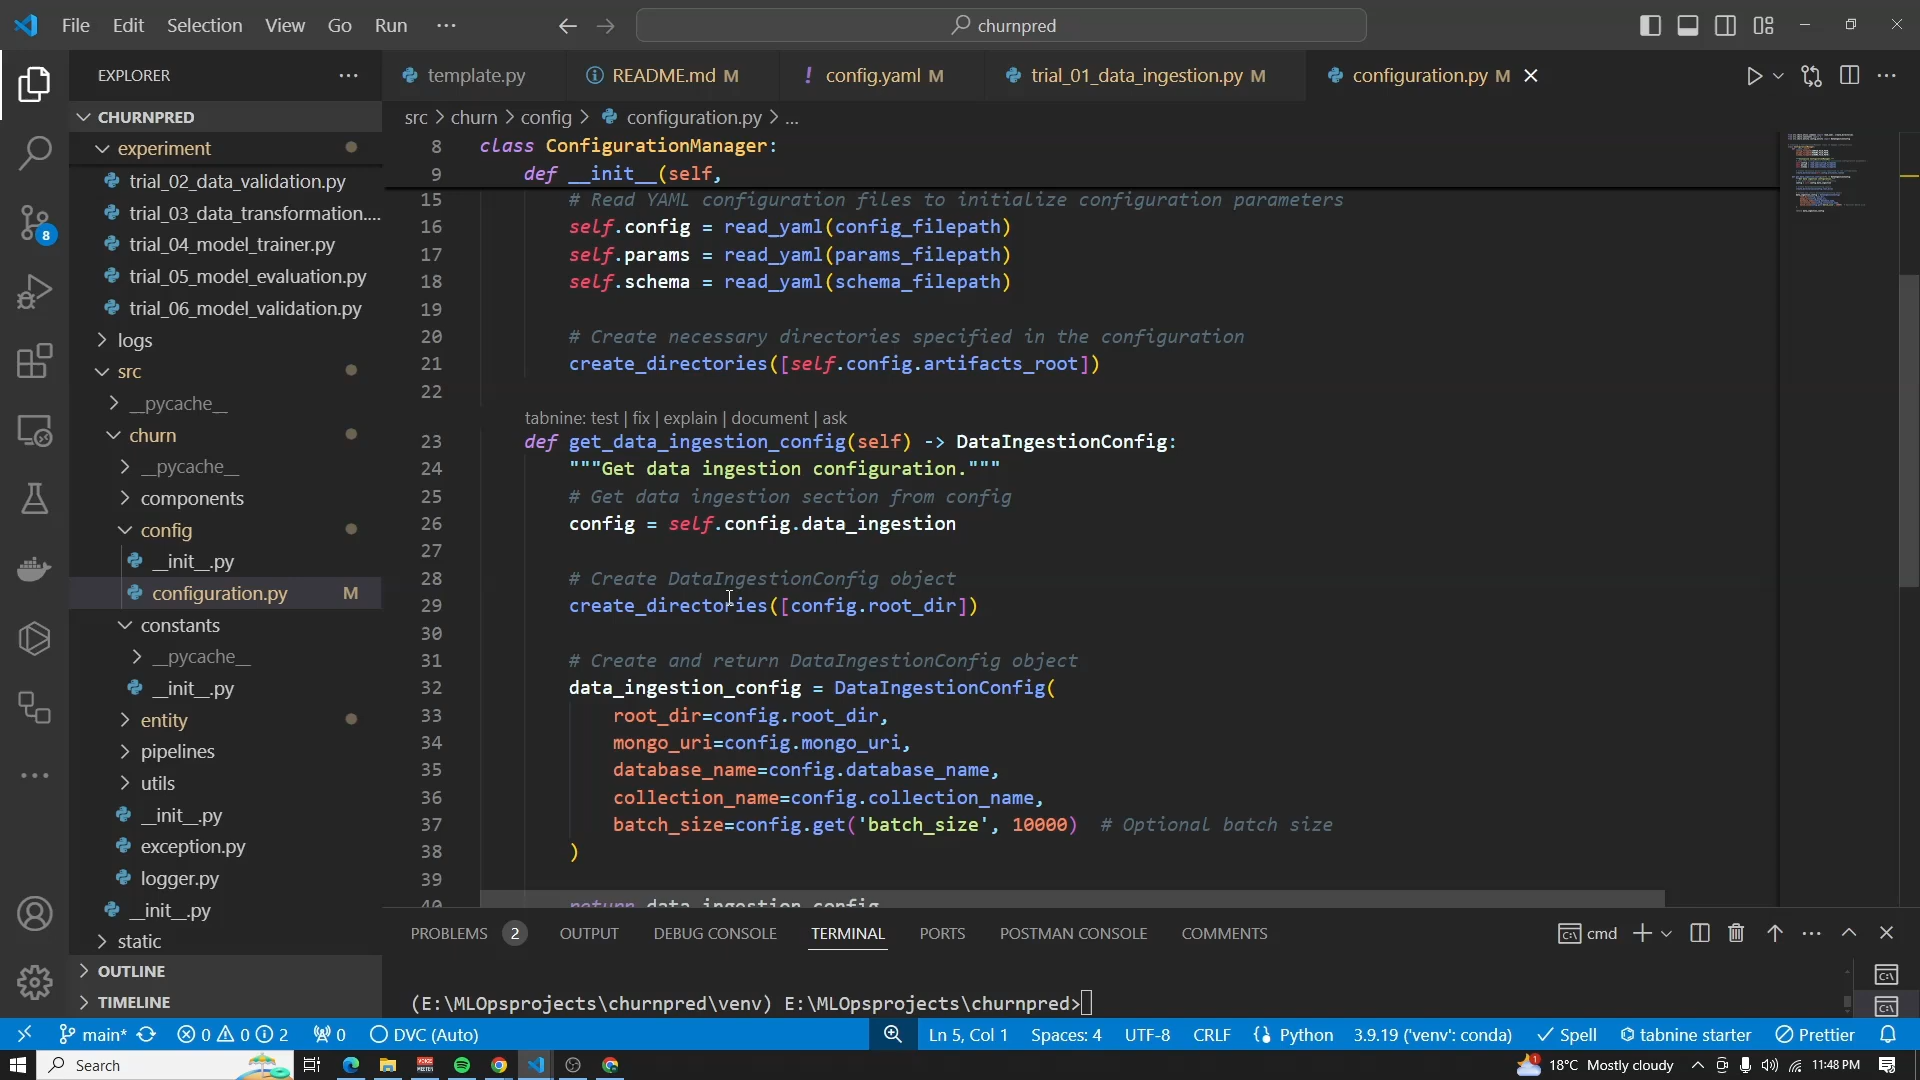 File Edit Selection View Go Run ···
churnpred
EXPLORER ···
CHURNPRED
experiment
trial_02_data_validation.py
trial_03_data_transformation....
trial_04_model_trainer.py
trial_05_model_evaluation.py
trial_06_model_validation.py
logs
src
__pycache__
churn
__pycache__
components
config
__init__.py
configuration.py M
constants
__pycache__
__init__.py
entity
pipelines
utils
__init__.py
exception.py
logger.py
__init__.py
static
OUTLINE
TIMELINE
8
template.py README.md M ! config.yaml M trial_01_data_ingestion.py M configuration.py M
src > churn > config > configuration.py > ...
8 class ConfigurationManager:
9 def __init__(self,
15 # Read YAML configuration files to initialize configuration parameters
16 self.config = read_yaml(config_filepath)
17 self.params = read_yaml(params_filepath)
18 self.schema = read_yaml(schema_filepath)
19
20 # Create necessary directories specified in the configuration
21 create_directories([self.config.artifacts_root])
22
tabnine: test | fix | explain | document | ask
23 def get_data_ingestion_config(self) -> DataIngestionConfig:
24 """Get data ingestion configuration."""
25 # Get data ingestion section from config
26 config = self.config.data_ingestion
27
28 # Create DataIngestionConfig object
29 create_directories([config.root_dir])
30
31 # Create and return DataIngestionConfig object
32 data_ingestion_config = DataIngestionConfig(
33 root_dir=config.root_dir,
34 mongo_uri=config.mongo_uri,
35 database_name=config.database_name,
36 collection_name=config.collection_name,
37 batch_size=config.get('batch_size', 10000) # Optional batch size
38 )
39
40 return data_ingestion_config
PROBLEMS 2 OUTPUT DEBUG CONSOLE TERMINAL PORTS POSTMAN CONSOLE COMMENTS cmd
(E:\MLOpsprojects\churnpred\venv) E:\MLOpsprojects\churnpred>
main* 0 0 2 0 DVC (Auto) Ln 5, Col 1 Spaces: 4 UTF-8 CRLF Python 3.9.19 ('venv': conda) Spell tabnine starter Prettier
Search 18°C Mostly cloudy 11:48 PM